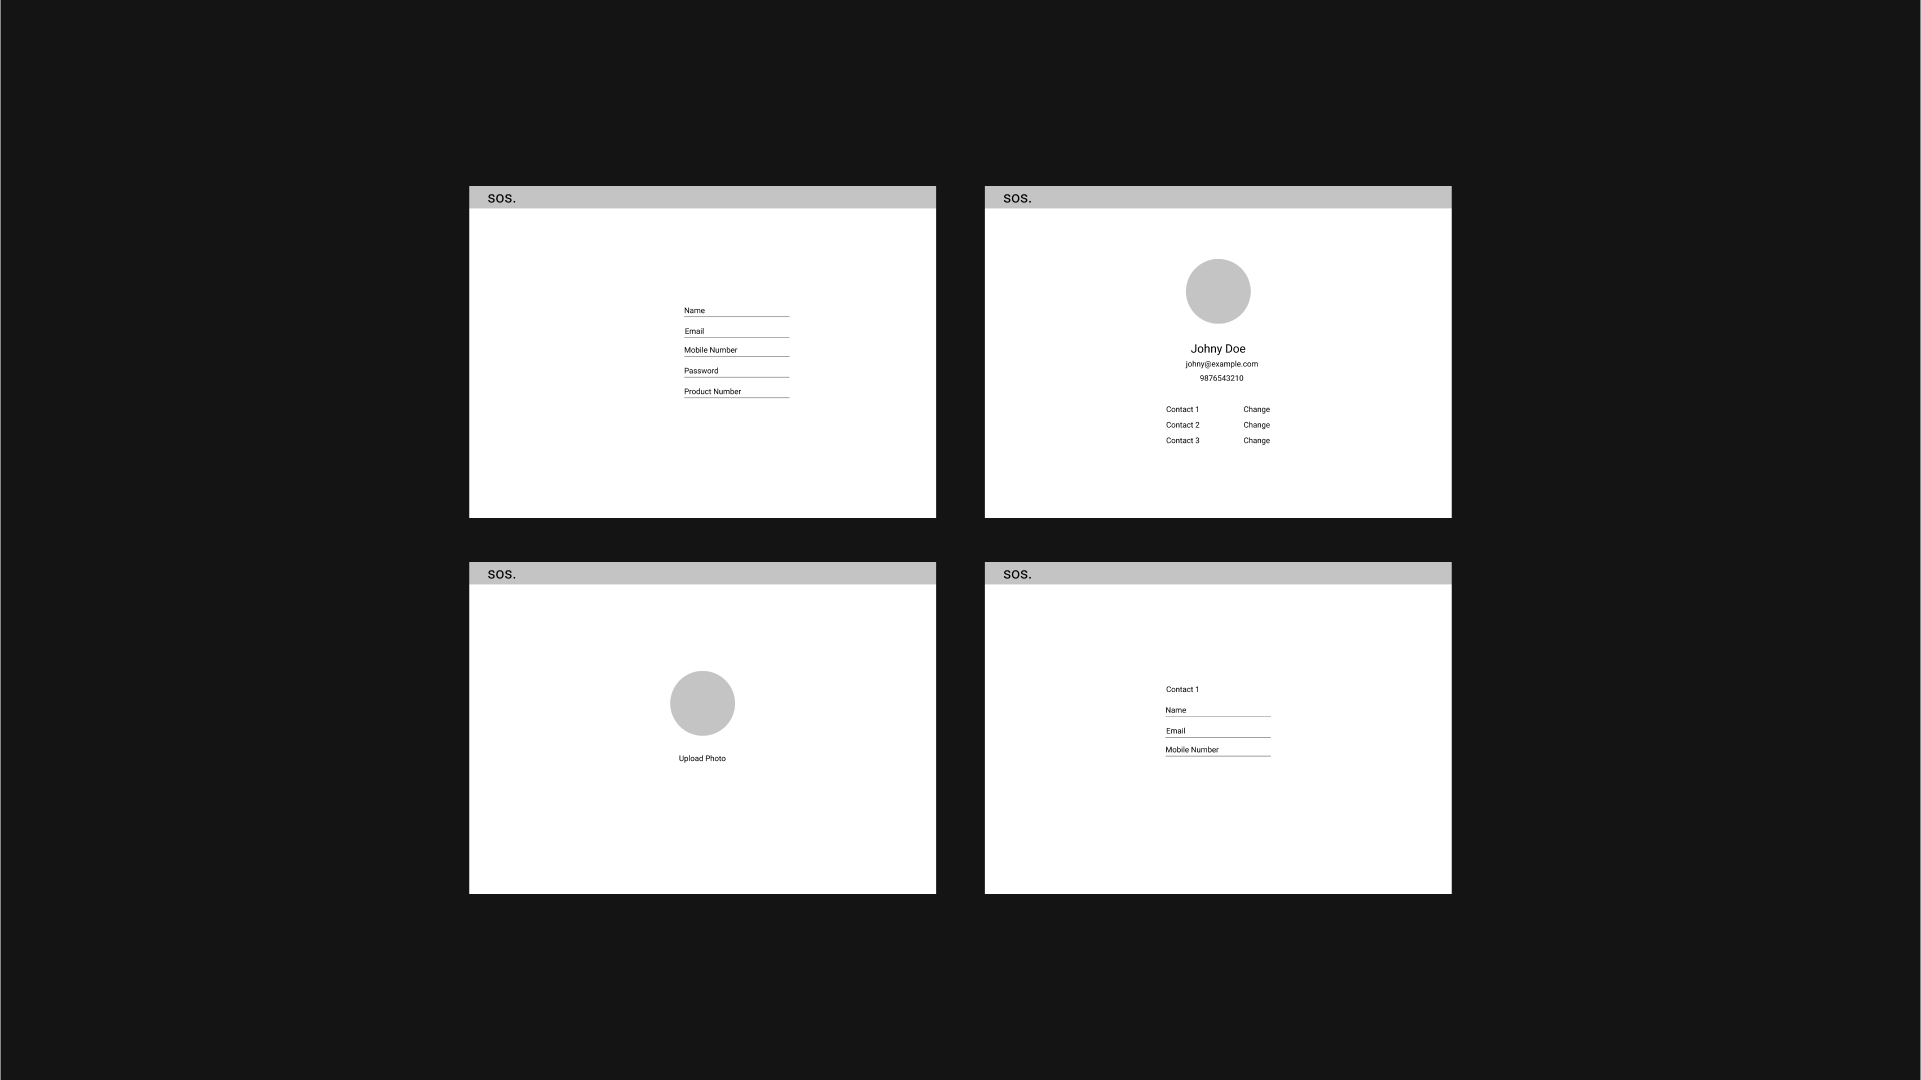 sos.
Name
Email
Mobile Number
Password
Product Number
sos.
Johny Doe
johny@example.com
9876543210
Contact 1 Change
Contact 2 Change
Contact 3 Change
sos.
Upload Photo
sos.
Contact 1
Name
Email
Mobile Number